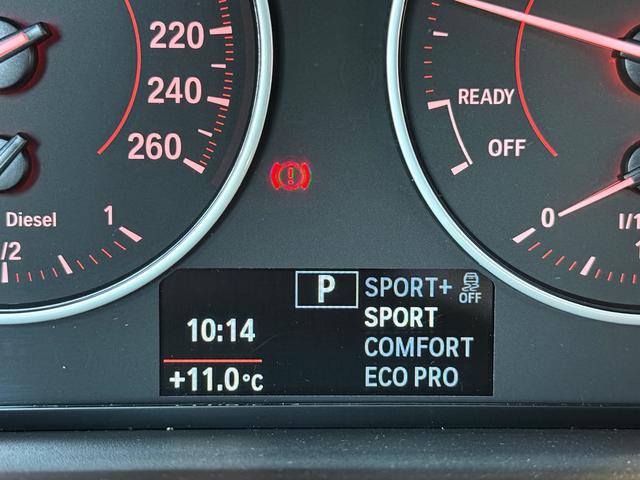 220
240
260
Diesel
1
/2
READY
OFF
0
l/1
1
P
SPORT+
OFF
SPORT
COMFORT
ECO PRO
10:14
+11.0°C